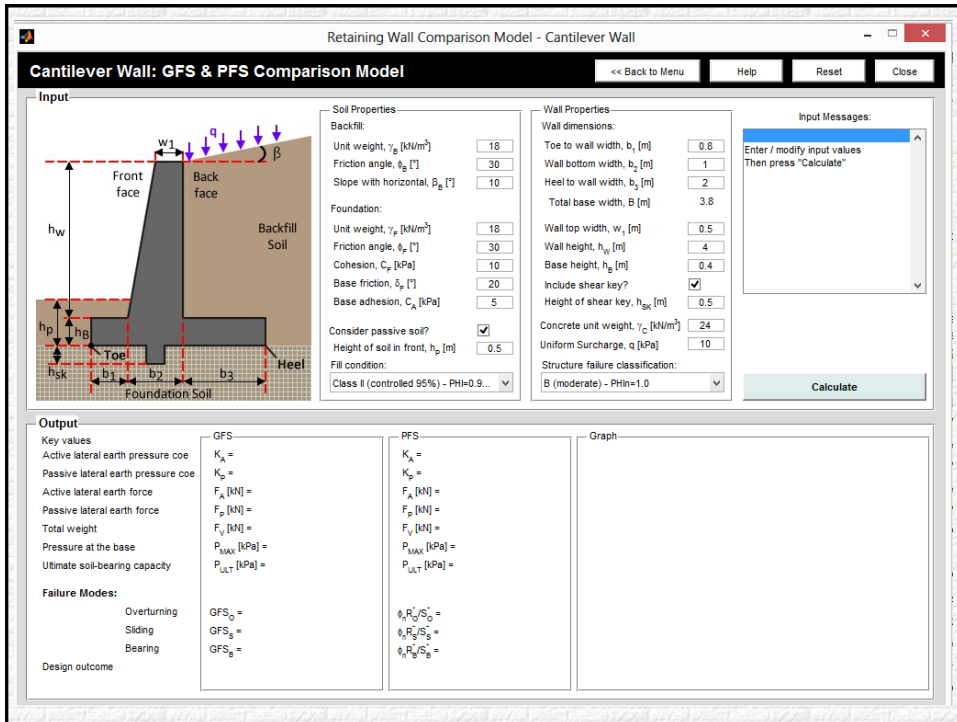 Retaining Wall Comparison Model - Cantilever Wall
Cantilever Wall: GFS & PFS Comparison Model
<< Back to Menu
Help
Reset
Close
Input
q
w1
β
Front face
Back face
hw
Backfill Soil
hp
hB
Toe
Heel
hsk
b1
b2
b3
Foundation Soil
Soil Properties
Backfill:
Unit weight, γB [kN/m³] 18
Friction angle, ϕB [°] 30
Slope with horizontal, βB [°] 10
Foundation:
Unit weight, γF [kN/m³] 18
Friction angle, ϕF [°] 30
Cohesion, CF [kPa] 10
Base friction, δF [°] 20
Base adhesion, CA [kPa] 5
Consider passive soil?
Height of soil in front, hp [m] 0.5
Fill condition:
Class II (controlled 95%) - PHI=0.9...
Wall Properties
Wall dimensions:
Toe to wall width, b1 [m] 0.8
Wall bottom width, b2 [m] 1
Heel to wall width, b3 [m] 2
Total base width, B [m] 3.8
Wall top width, w1 [m] 0.5
Wall height, hW [m] 4
Base height, hB [m] 0.4
Include shear key?
Height of shear key, hSK [m] 0.5
Concrete unit weight, γC [kN/m³] 24
Uniform Surcharge, q [kPa] 10
Structure failure classification:
B (moderate) - PHIn=1.0
Input Messages:
Enter / modify input values
Then press "Calculate"
Calculate
Output
Key values
Active lateral earth pressure coe
Passive lateral earth pressure coe
Active lateral earth force
Passive lateral earth force
Total weight
Pressure at the base
Ultimate soil-bearing capacity
Failure Modes:
Overturning
Sliding
Bearing
Design outcome
GFS
KA =
Kp =
FA [kN] =
Fp [kN] =
FV [kN] =
PMAX [kPa] =
PULT [kPa] =
GFSO =
GFSS =
GFSB =
PFS
KA =
Kp =
FA [kN] =
Fp [kN] =
FV [kN] =
PMAX [kPa] =
PULT [kPa] =
ϕnR*O/S*O =
ϕnR*S/S*S =
ϕnR*B/S*B =
Graph